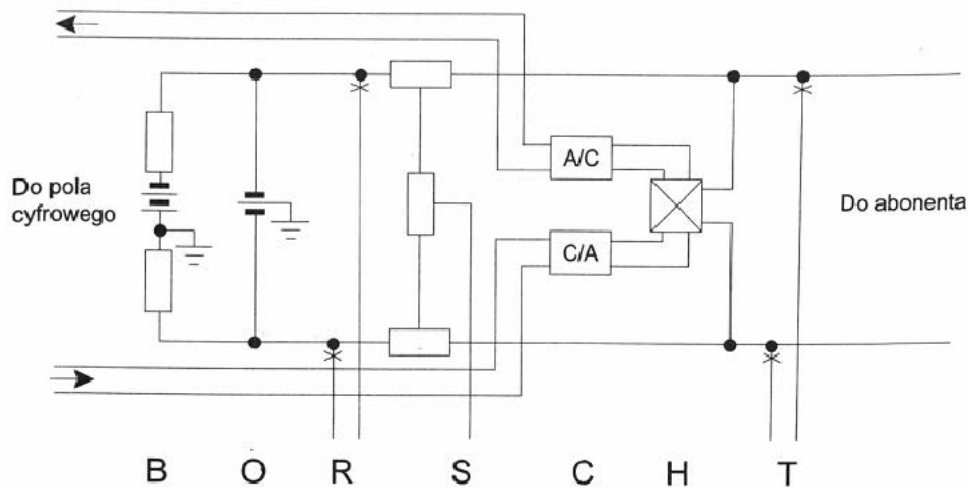 A/C
Do pola
cyfrowego
Do abonenta
C/A
B O R S C H T